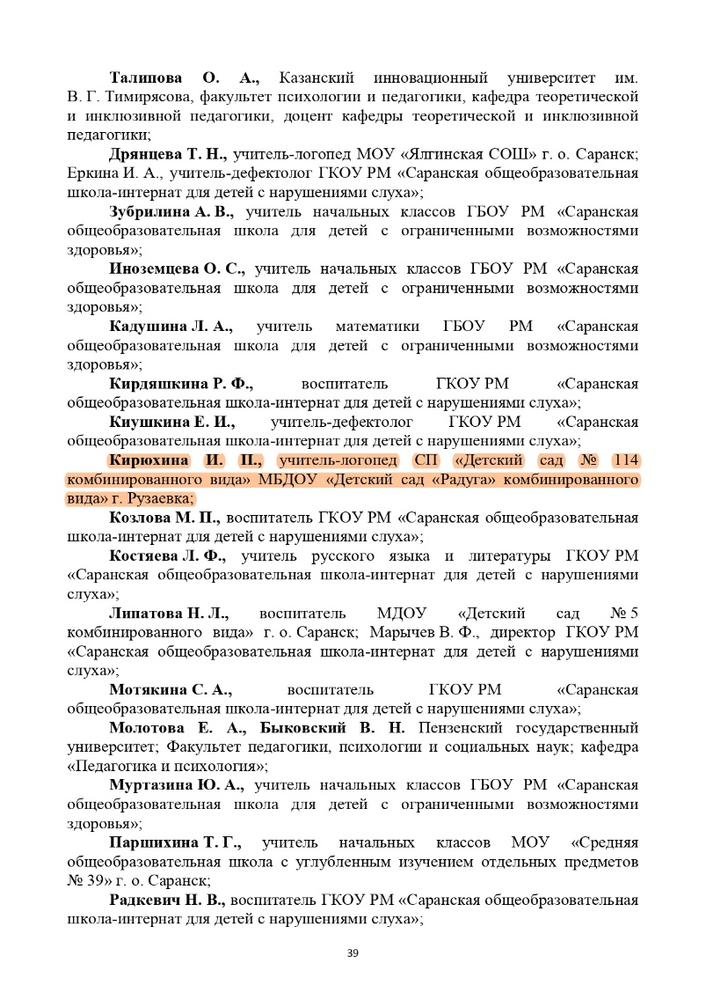 Талипова О. А., Казанский инновационный университет им.
В. Г. Тимирясова, факультет психологии и педагогики, кафедра теоретической
и инклюзивной педагогики, доцент кафедры теоретической и инклюзивной
педагогики;
Дрянцева Т. Н., учитель-логопед МОУ «Ялгинская СОШ» г. о. Саранск;
Еркина И. А., учитель-дефектолог ГКОУ РМ «Саранская общеобразовательная
школа-интернат для детей с нарушениями слуха»;
Зубрилина А. В., учитель начальных классов ГБОУ РМ «Саранская
общеобразовательная школа для детей с ограниченными возможностями
здоровья»;
Иноземцева О. С., учитель начальных классов ГБОУ РМ «Саранская
общеобразовательная школа для детей с ограниченными возможностями
здоровья»;
Кадушина Л. А., учитель математики ГБОУ РМ «Саранская
общеобразовательная школа для детей с ограниченными возможностями
здоровья»;
Кирдяшкина Р. Ф., воспитатель ГКОУ РМ «Саранская
общеобразовательная школа-интернат для детей с нарушениями слуха»;
Киушкина Е. И., учитель-дефектолог ГКОУ РМ «Саранская
общеобразовательная школа-интернат для детей с нарушениями слуха»;
Кирюхина И. П., учитель-логопед СП «Детский сад № 114
комбинированного вида» МБДОУ «Детский сад «Радуга» комбинированного
вида» г. Рузаевка;
Козлова М. П., воспитатель ГКОУ РМ «Саранская общеобразовательная
школа-интернат для детей с нарушениями слуха»;
Костяева Л. Ф., учитель русского языка и литературы ГКОУ РМ
«Саранская общеобразовательная школа-интернат для детей с нарушениями
слуха»;
Липатова Н. Л., воспитатель МДОУ «Детский сад № 5
комбинированного вида» г. о. Саранск; Марычев В. Ф., директор ГКОУ РМ
«Саранская общеобразовательная школа-интернат для детей с нарушениями
слуха»;
Мотякина С. А., воспитатель ГКОУ РМ «Саранская
общеобразовательная школа-интернат для детей с нарушениями слуха»;
Молотова Е. А., Быковский В. Н. Пензенский государственный
университет; Факультет педагогики, психологии и социальных наук; кафедра
«Педагогика и психология»;
Муртазина Ю. А., учитель начальных классов ГБОУ РМ «Саранская
общеобразовательная школа для детей с ограниченными возможностями
здоровья»;
Паршихина Т. Г., учитель начальных классов МОУ «Средняя
общеобразовательная школа с углубленным изучением отдельных предметов
№ 39» г. о. Саранск;
Радкевич Н. В., воспитатель ГКОУ РМ «Саранская общеобразовательная
школа-интернат для детей с нарушениями слуха»;
39